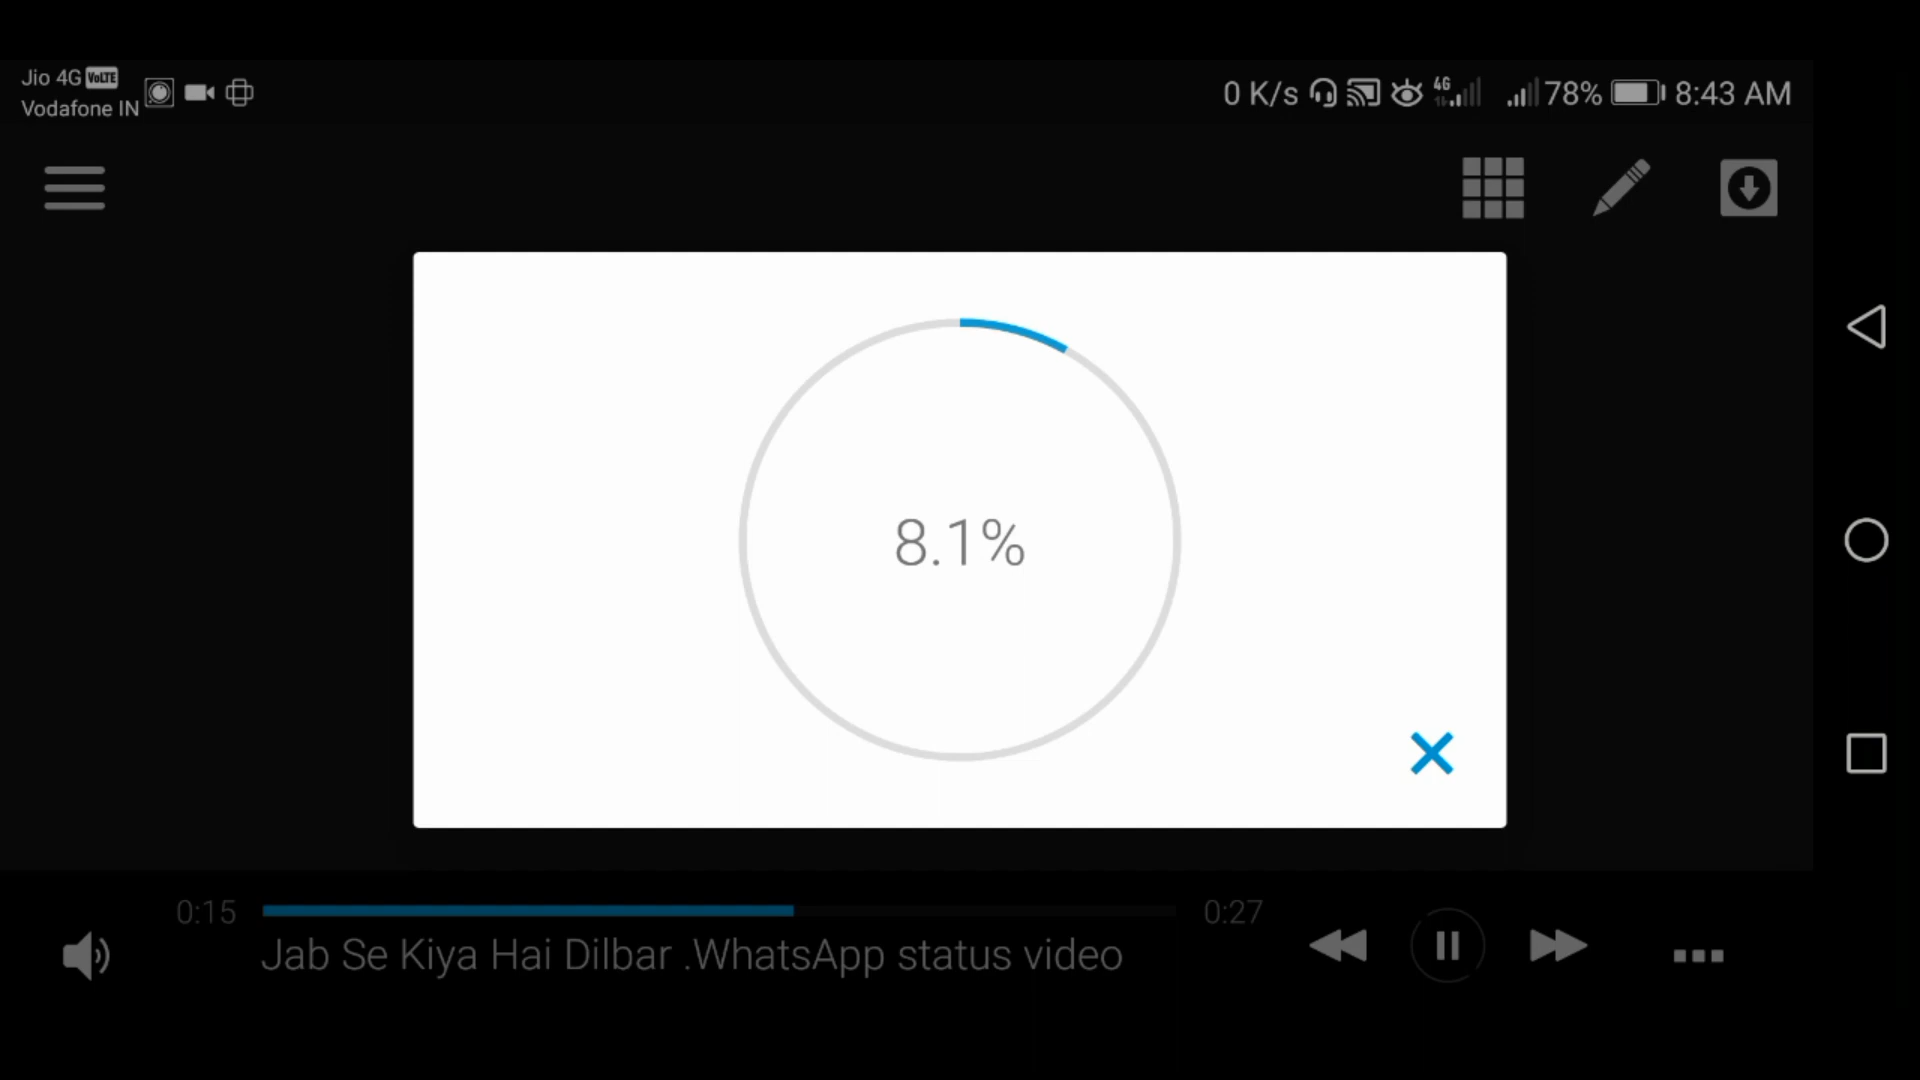 Jio 4G VoLTE
Vodafone IN
0 K/s 4G 78% 8:43 AM
8.1%
0:15 0:27
Jab Se Kiya Hai Dilbar .WhatsApp status video